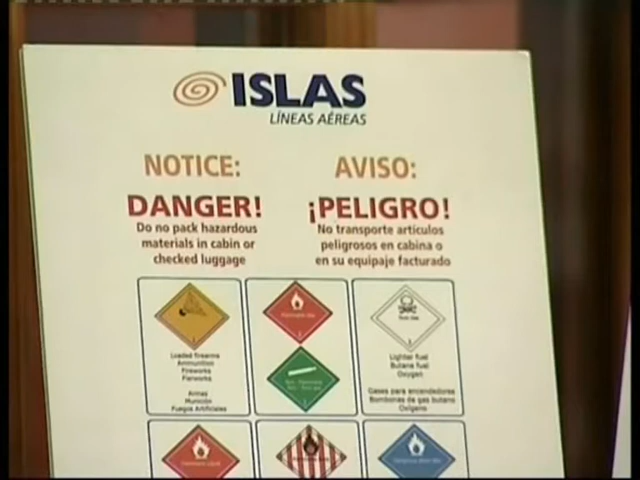 ISLAS
LÍNEAS AÉREAS
NOTICE:
DANGER!
Do no pack hazardous
materials in cabin or
checked luggage
AVISO:
¡PELIGRO!
No transporte artículos
peligrosos en cabina o
en su equipaje facturado
Loaded firearms
Ammunition
Fireworks
Armas
Munición
Fuegos Artificiales
Lighter fuel
Butane fuel
Oxygen
Gases para encendedores
Bombonas de gas butano
Oxígeno